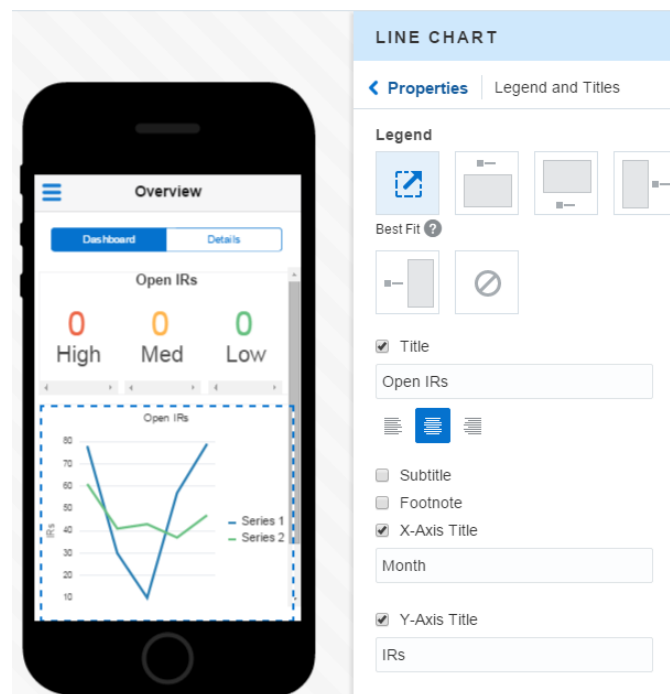 LINE CHART
Properties
Legend and Titles
Legend
Best Fit ?
Title
Open IRs
Subtitle
Footnote
X-Axis Title
Month
Y-Axis Title
IRs
Overview
Dashboard
Details
Open IRs
0 0 0
High Med Low
Open IRs
80
70
60
50
40
30
20
10
IRs
Series 1
Series 2